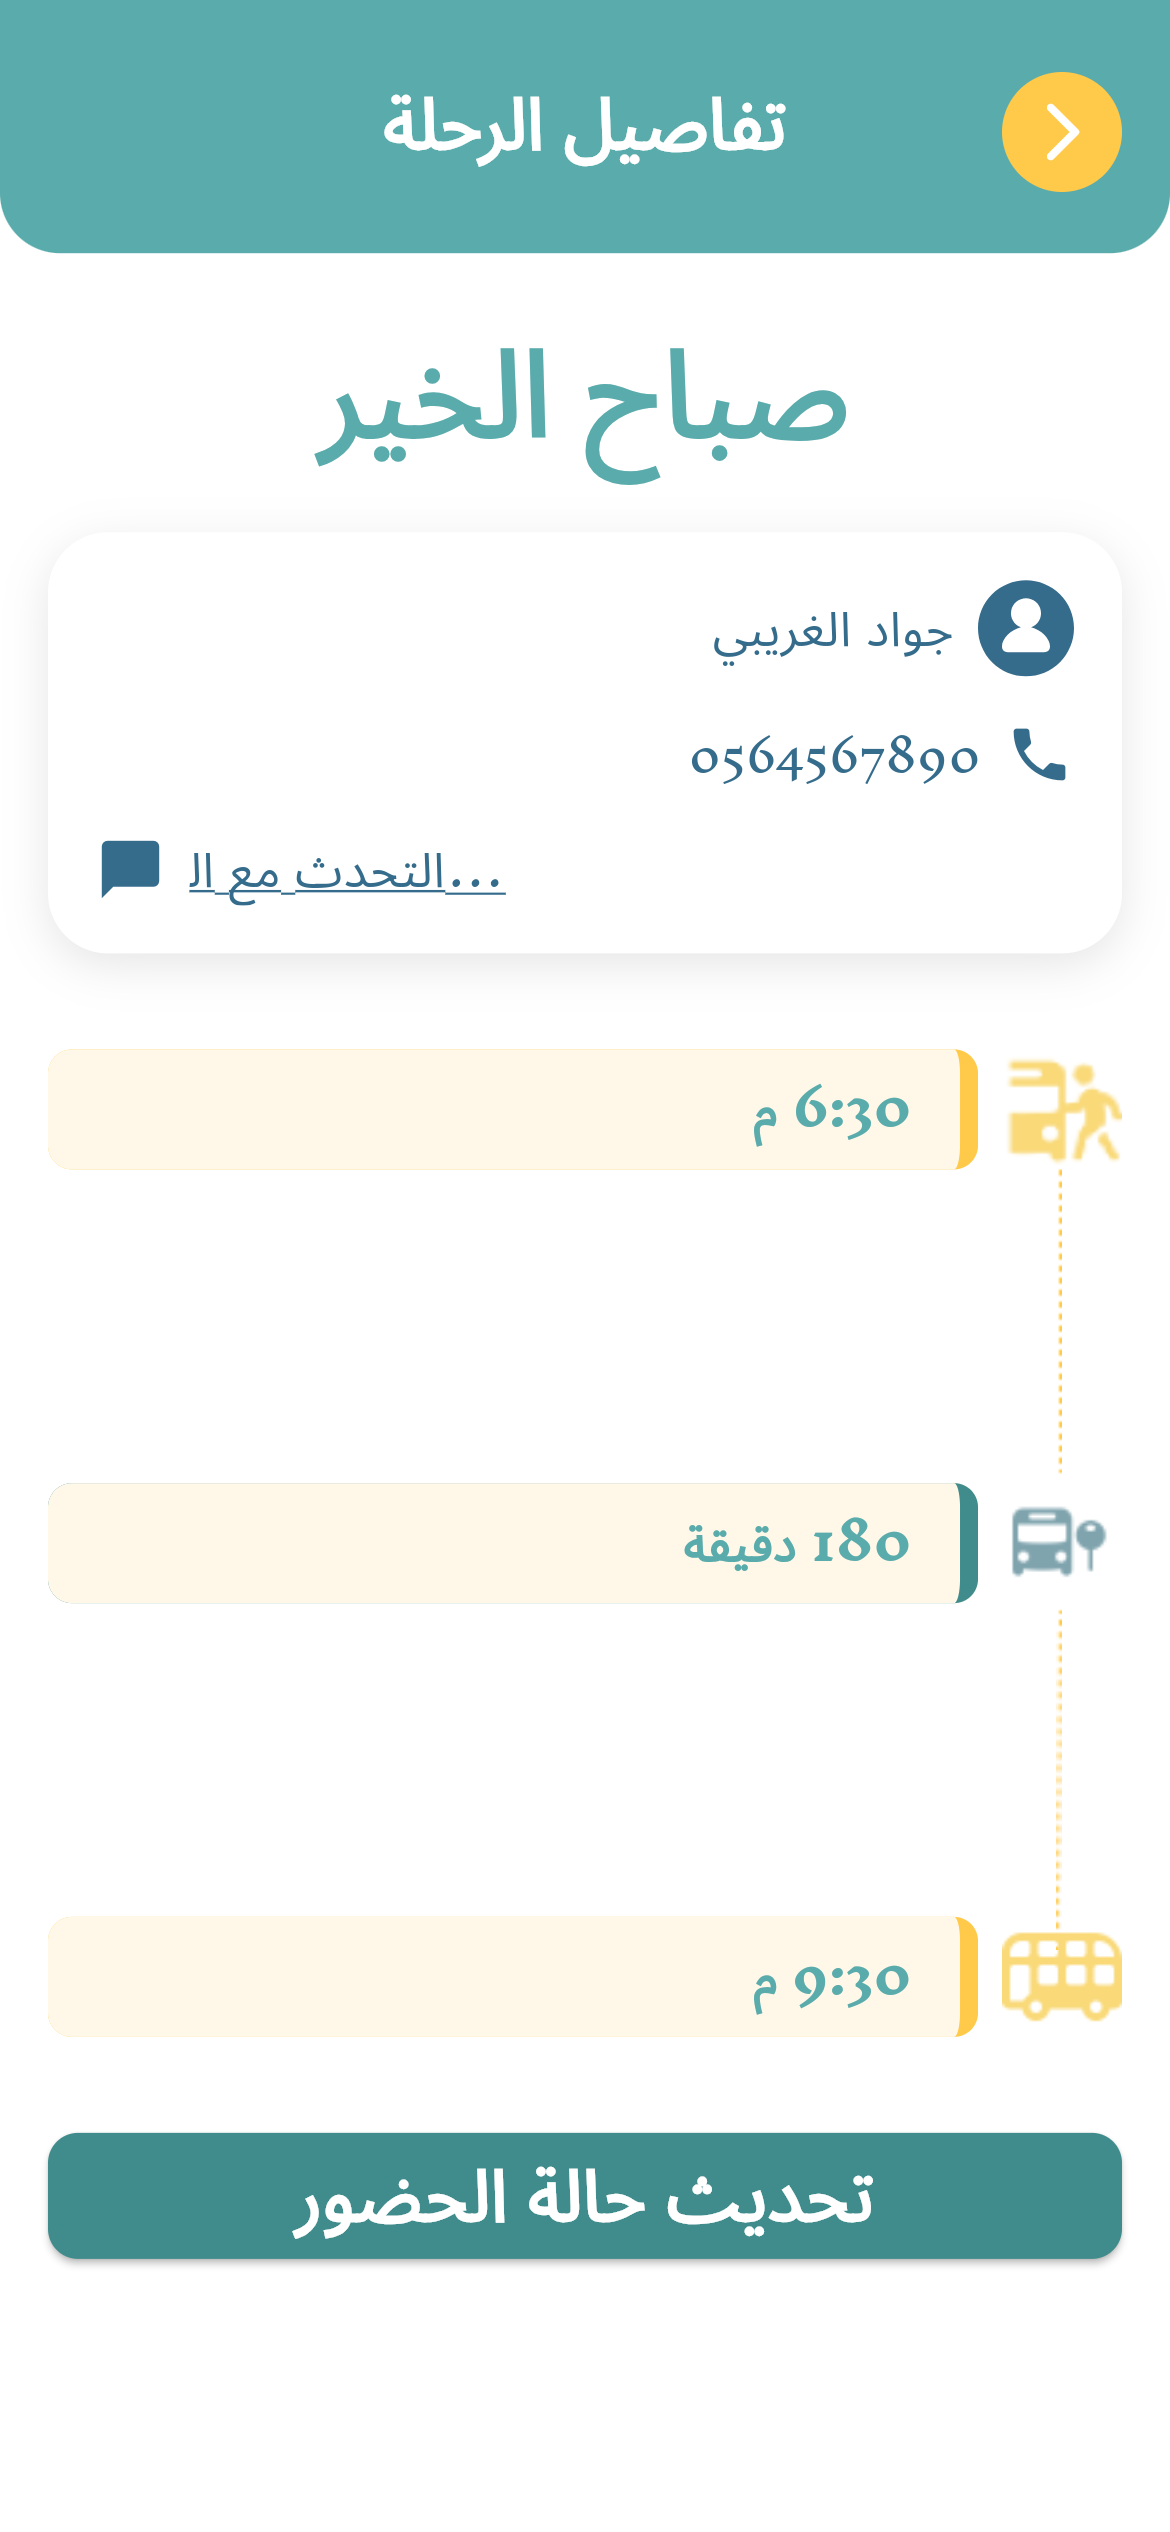 تفاصيل الرحلة
صباح الخير
جواد الغريبي
0564567890
التحدث مع ال...
6:30 م
180 دقيقة
9:30 م
تحديث حالة الحضور